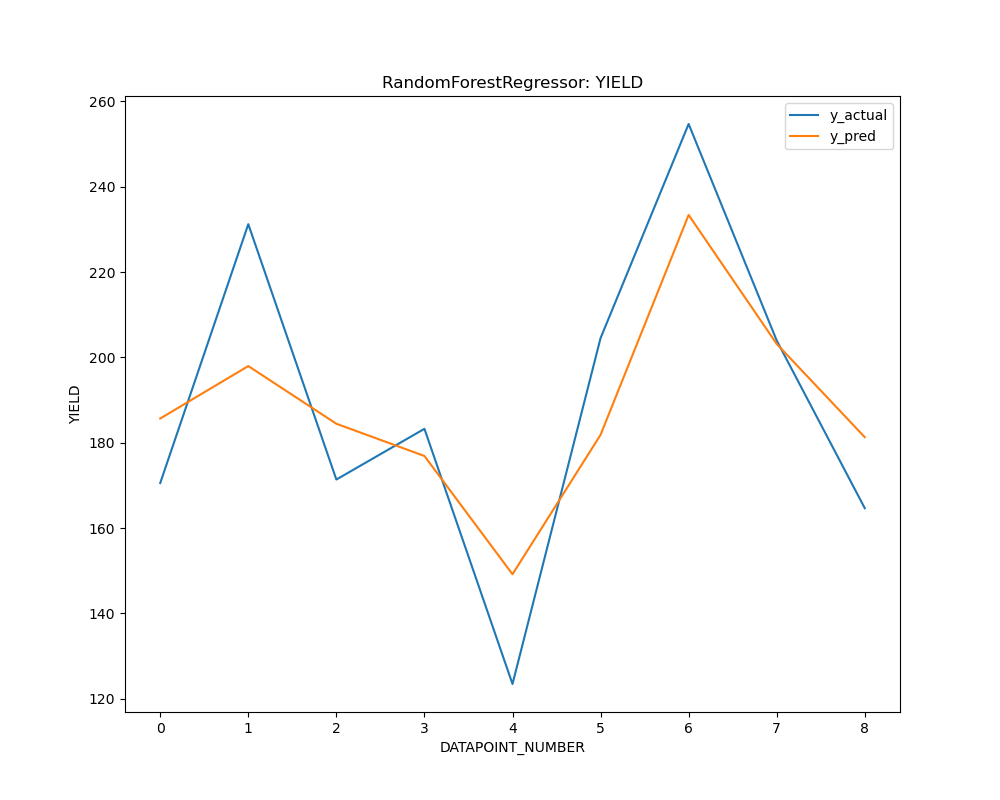 RandomForestRegressor: YIELD
y_actual
y_pred
YIELD
260
240
220
200
180
160
140
120
0 1 2 3 4 5 6 7 8
DATAPOINT_NUMBER